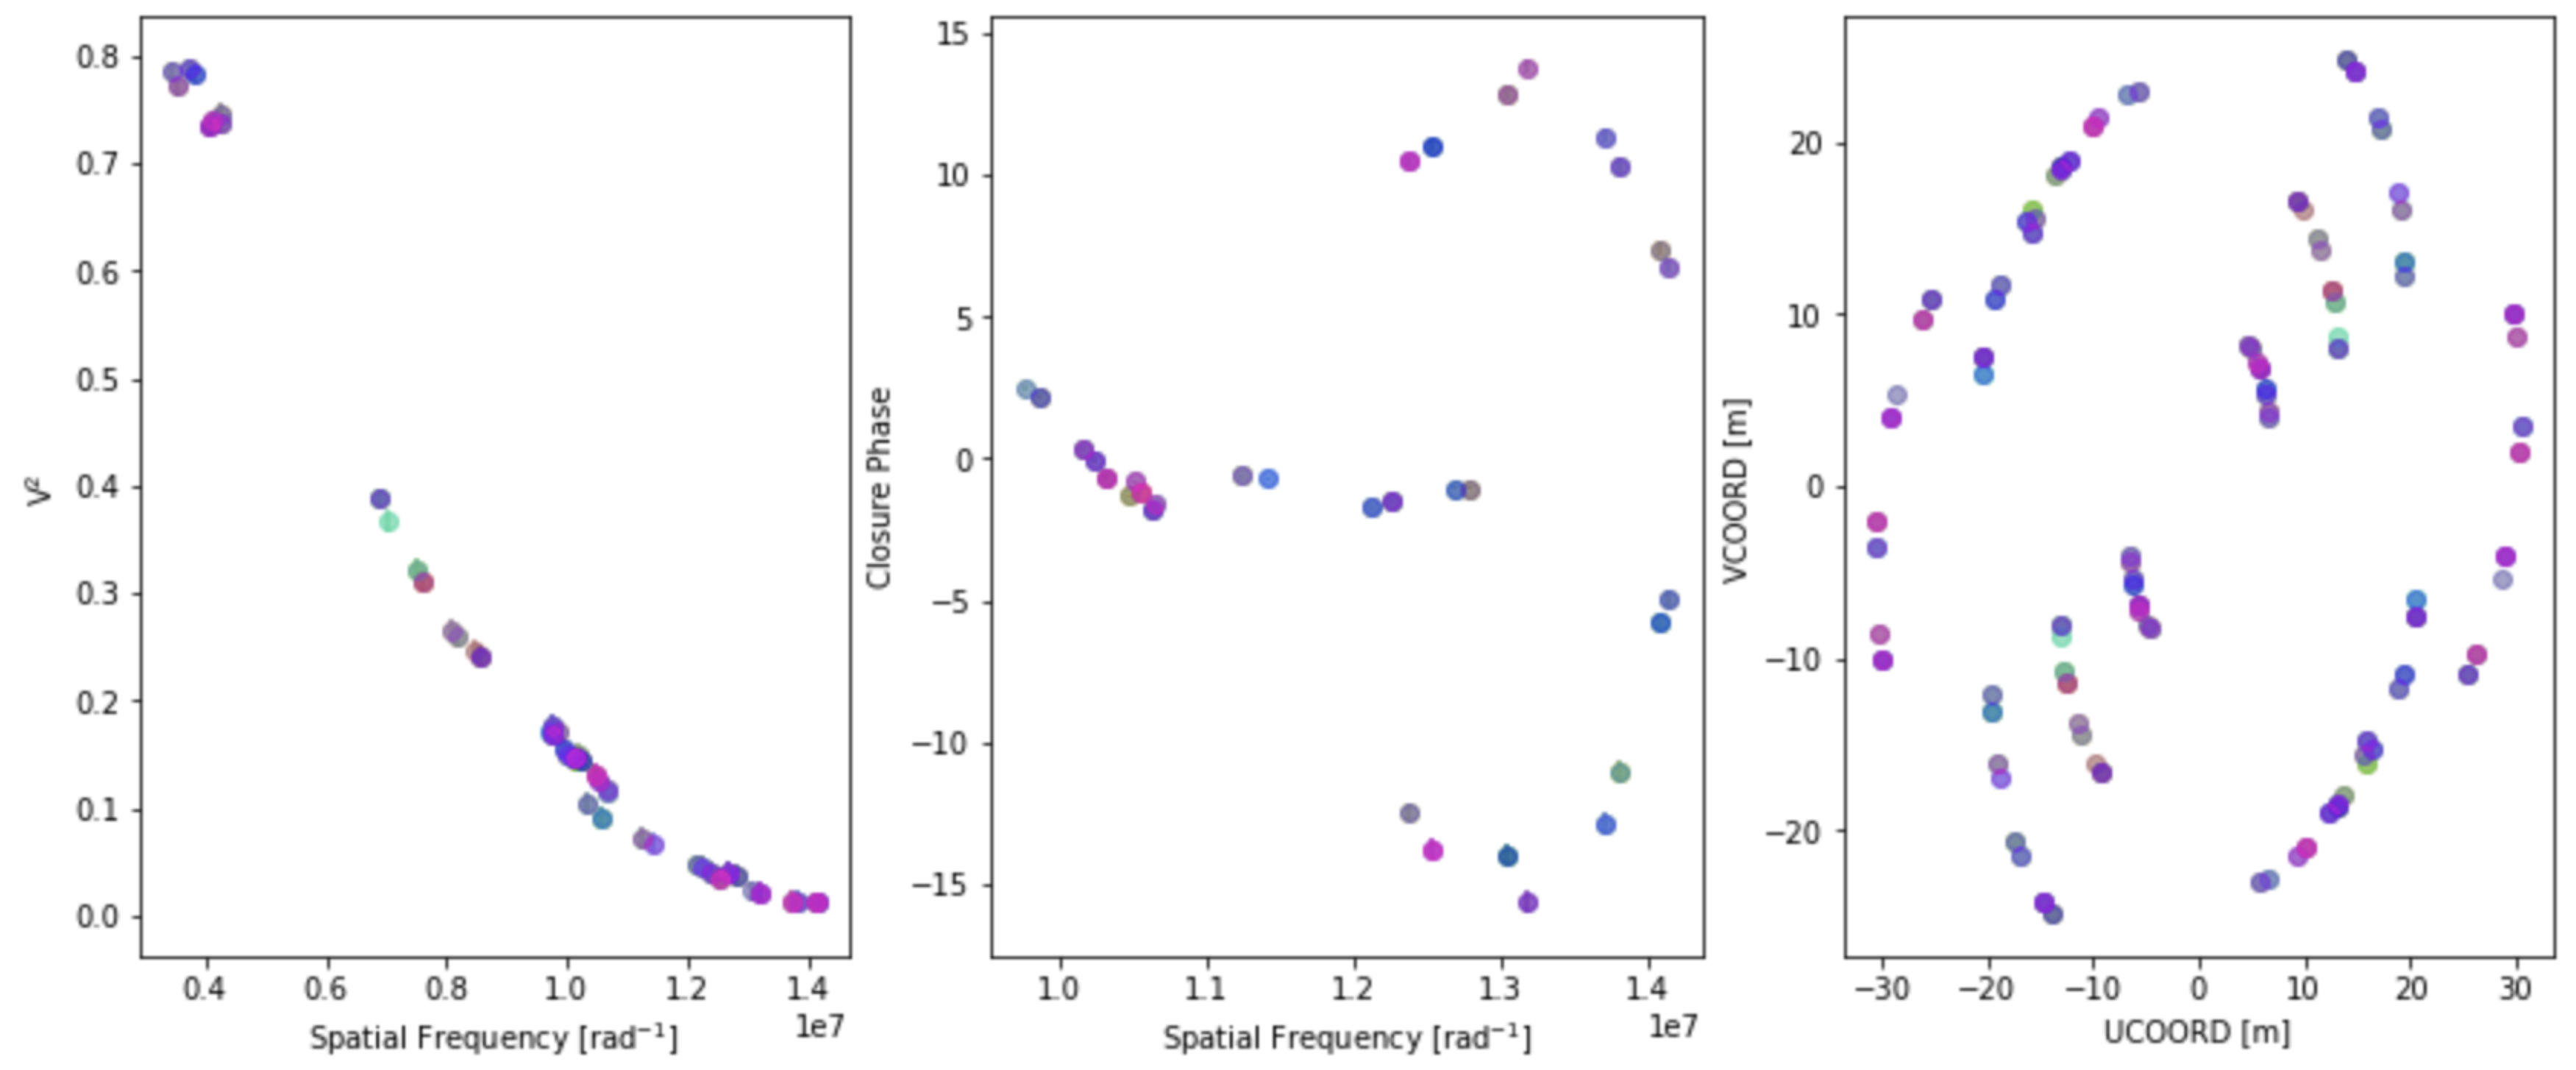 0.8
0.7
0.6
0.5
0.4
0.3
0.2
0.1
0.0
V²
0.4 0.6 0.8 1.0 1.2 1.4
1e7
Spatial Frequency [rad⁻¹]
15
10
5
0
−5
−10
−15
Closure Phase
1.0 1.1 1.2 1.3 1.4
1e7
Spatial Frequency [rad⁻¹]
20
10
0
−10
−20
VCOORD [m]
−30 −20 −10 0 10 20 30
UCOORD [m]